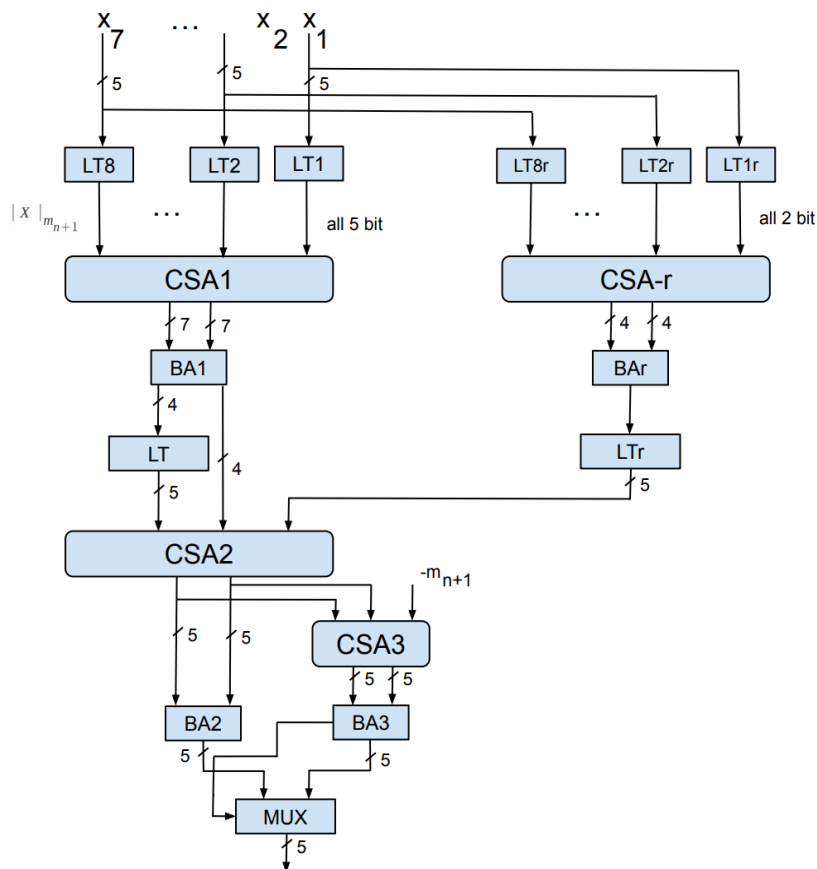 x7 ... x2 x1
5 5 5
LT8 LT2 LT1 LT8r LT2r LT1r
| X |mn+1 ... all 5 bit ... all 2 bit
CSA1 CSA-r
7 7 4 4
BA1 BAr
4
LT 4 LTr
5 5
CSA2
-mn+1
5 5 CSA3
5 5
BA2 BA3
5 5
MUX
5